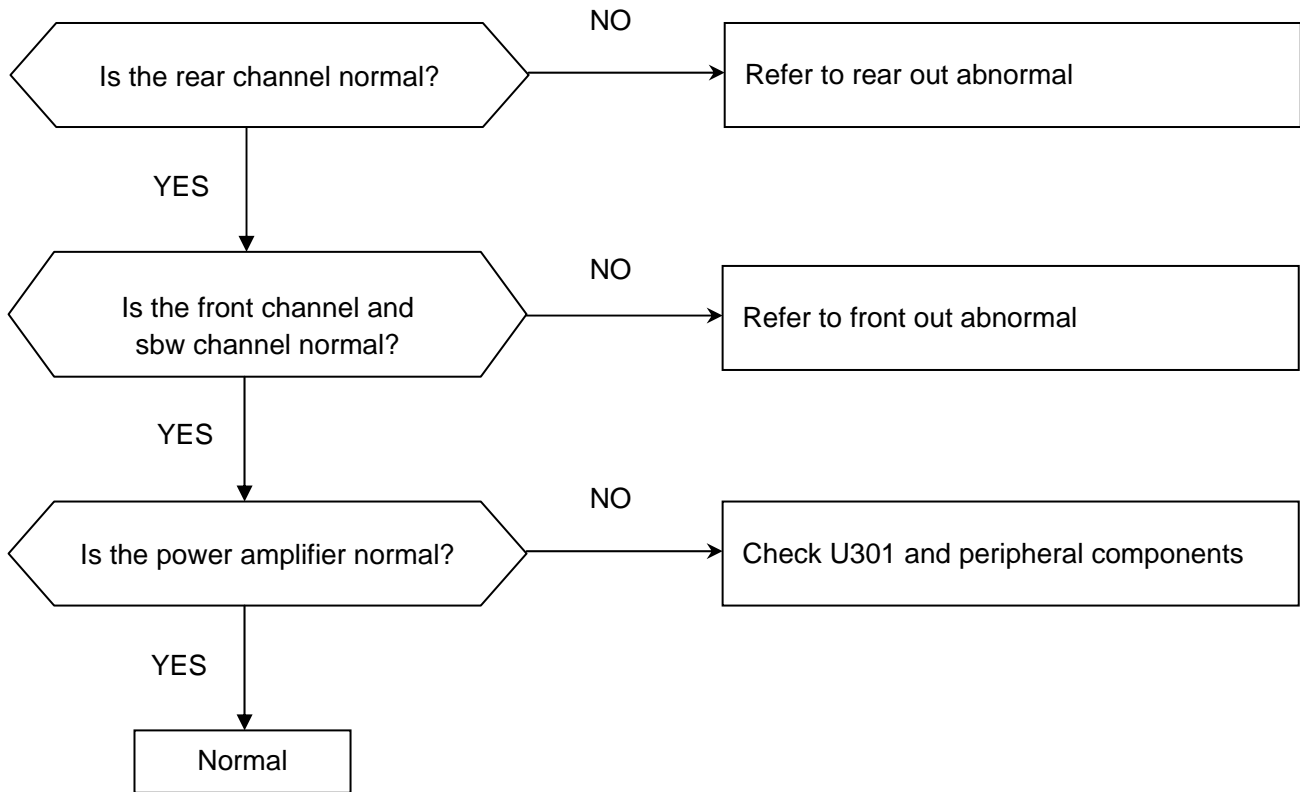 NO
Is the rear channel normal?
Refer to rear out abnormal
YES
NO
Is the front channel and
sbw channel normal?
Refer to front out abnormal
YES
NO
Is the power amplifier normal?
Check U301 and peripheral components
YES
Normal